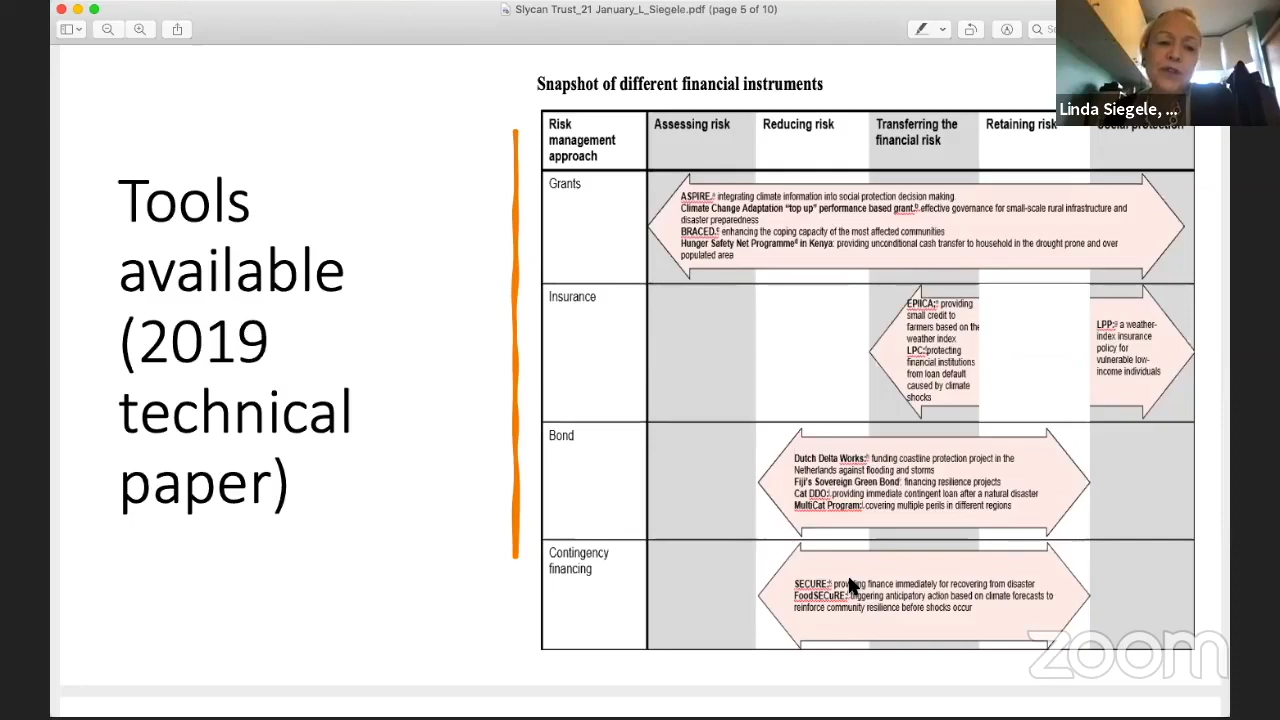 Slycan Trust_21 January_L_Siegele.pdf (page 5 of 10)
Linda Siegele, ...
Tools
available
(2019
technical
paper)
Snapshot of different financial instruments
Risk
management
approach
Assessing risk
Reducing risk
Transferring the
financial risk
Retaining risk
Social protection
Grants
ASPIRE: integrating climate information into social protection decision making
Climate Change Adaptation “top up” performance based grant: effective governance for small-scale rural infrastructure and
disaster preparedness
BRACED: enhancing the coping capacity of the most affected communities
Hunger Safety Net Programme in Kenya: providing unconditional cash transfer to household in the drought prone and over
populated area
Insurance
EPIICA: providing
small credit to
farmers based on the
weather index
LPC: protecting
financial institutions
from loan default
caused by climate
shocks
LPP: a weather-
index insurance
policy for
vulnerable low-
income individuals
Bond
Dutch Delta Works: funding coastline protection project in the
Netherlands against flooding and storms
Fiji's Sovereign Green Bond: financing resilience projects
Cat DDO: providing immediate contingent loan after a natural disaster
MultiCat Program: covering multiple perils in different regions
Contingency
financing
SECURE: providing finance immediately for recovering from disaster
FoodSECuRE: triggering anticipatory action based on climate forecasts to
reinforce community resilience before shocks occur
zoom